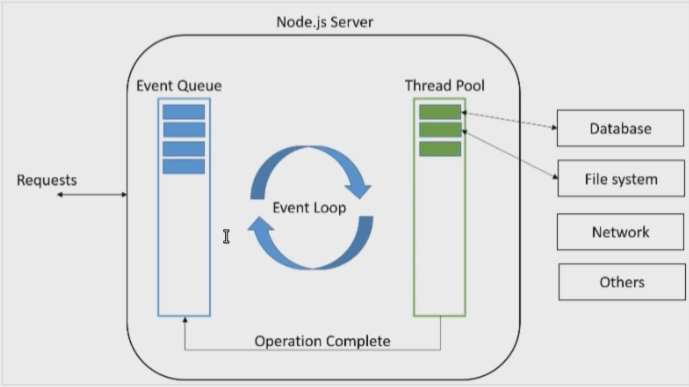 Node.js Server
Event Queue
Thread Pool
Database
File system
Requests
Event Loop
Network
Others
Operation Complete